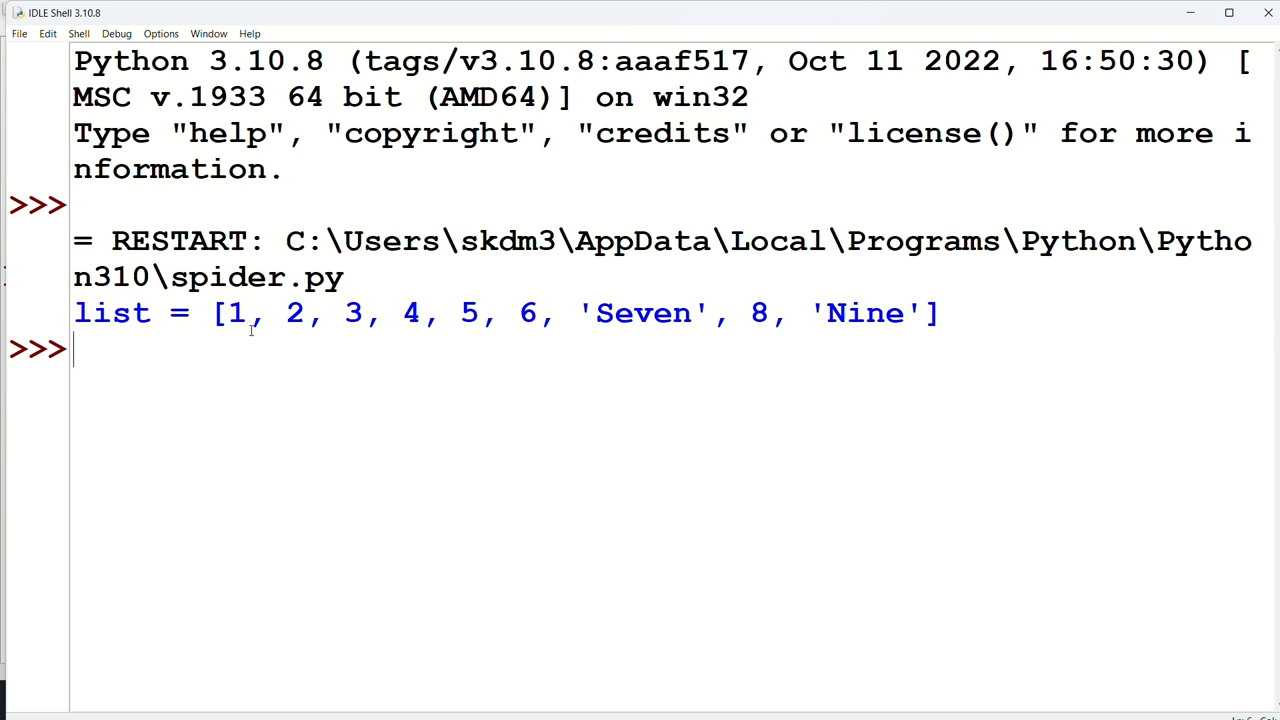 IDLE Shell 3.10.8
File Edit Shell Debug Options Window Help
Python 3.10.8 (tags/v3.10.8:aaaf517, Oct 11 2022, 16:50:30) [
MSC v.1933 64 bit (AMD64)] on win32
Type "help", "copyright", "credits" or "license()" for more i
nformation.
>>>
= RESTART: C:\Users\skdm3\AppData\Local\Programs\Python\Pytho
n310\spider.py
list = [1, 2, 3, 4, 5, 6, 'Seven', 8, 'Nine']
>>>